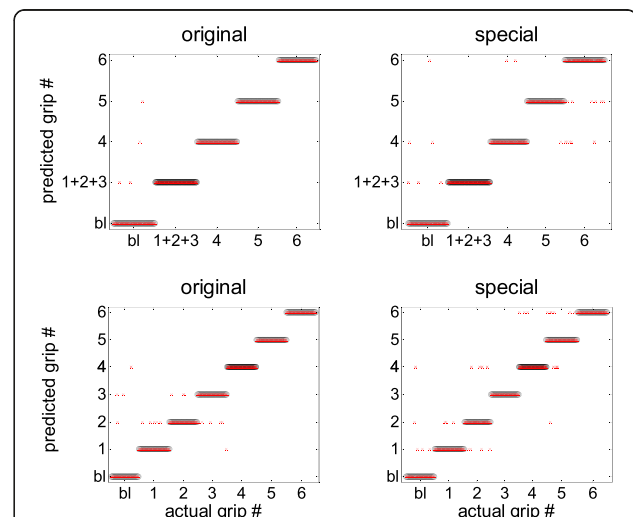 original special
predicted grip #
6 6
5 5
4 4
1+2+3 1+2+3
bl bl
bl 1+2+3 4 5 6 bl 1+2+3 4 5 6
original special
predicted grip #
6 6
5 5
4 4
3 3
2 2
1 1
bl bl
bl 1 2 3 4 5 6 bl 1 2 3 4 5 6
actual grip # actual grip #